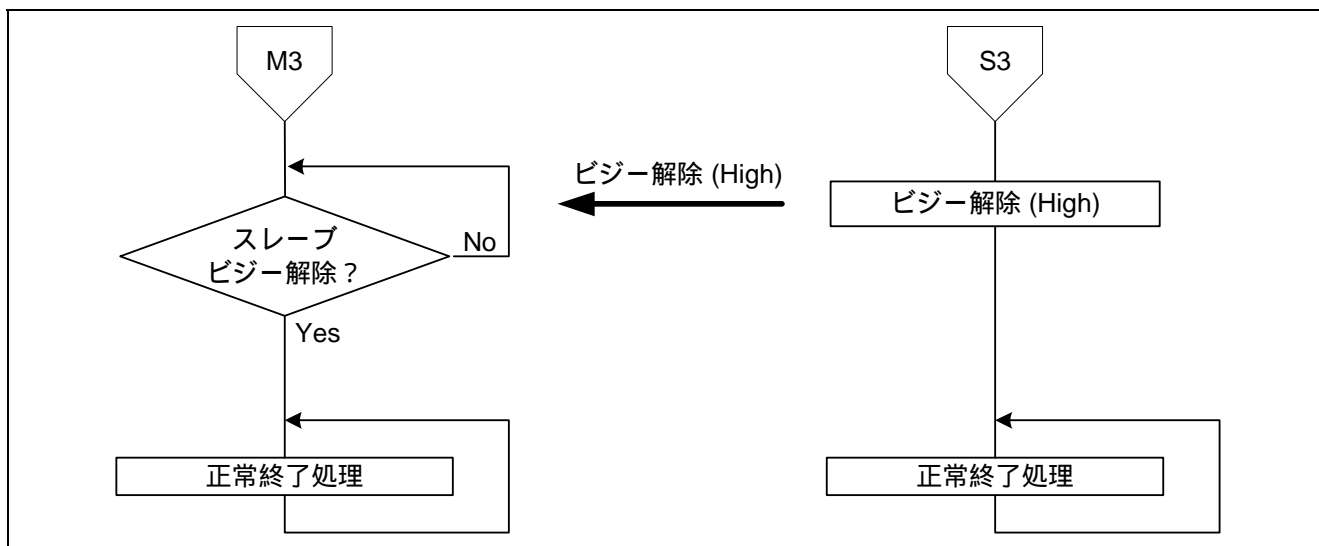 M3
S3
ビジー解除 (High)
ビジー解除 (High)
スレーブ
ビジー解除？
No
Yes
正常終了処理
正常終了処理